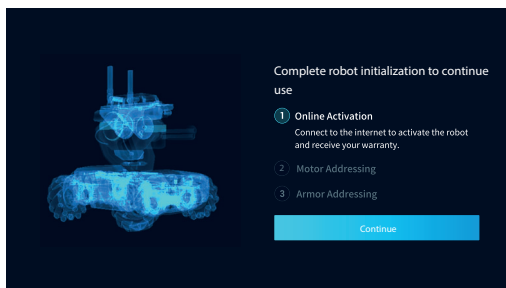 Complete robot initialization to continue
use
1 Online Activation
Connect to the internet to activate the robot
and receive your warranty.
2 Motor Addressing
3 Armor Addressing
Continue